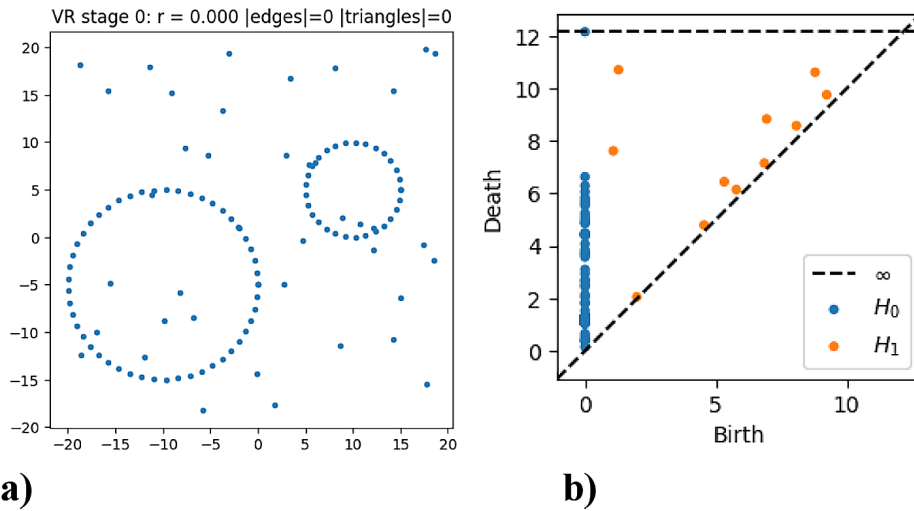 VR stage 0: r = 0.000 |edges|=0 |triangles|=0
20
15
10
5
0
−5
−10
−15
−20
−20 −15 −10 −5 0 5 10 15 20
a)
Death
12
10
8
6
4
2
0
∞
H₀
H₁
0 5 10
Birth
b)